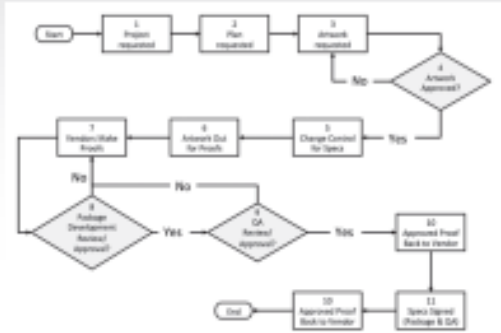 Start
1
Project
requested
2
Plan
requested
3
Artwork
requested
4
Artwork
Approved?
No
Yes
5
Change Control
for Specs
6
Artwork Out
for Proofs
7
Vendors Make
Proofs
No
No
8
Package
Development
Review/
Approval?
Yes
9
QA
Review/
Approval?
Yes
10
Approved Proof
Back to Vendor
11
Specs Signed
(Package & QA)
10
Approved Proof
Back to Vendor
End